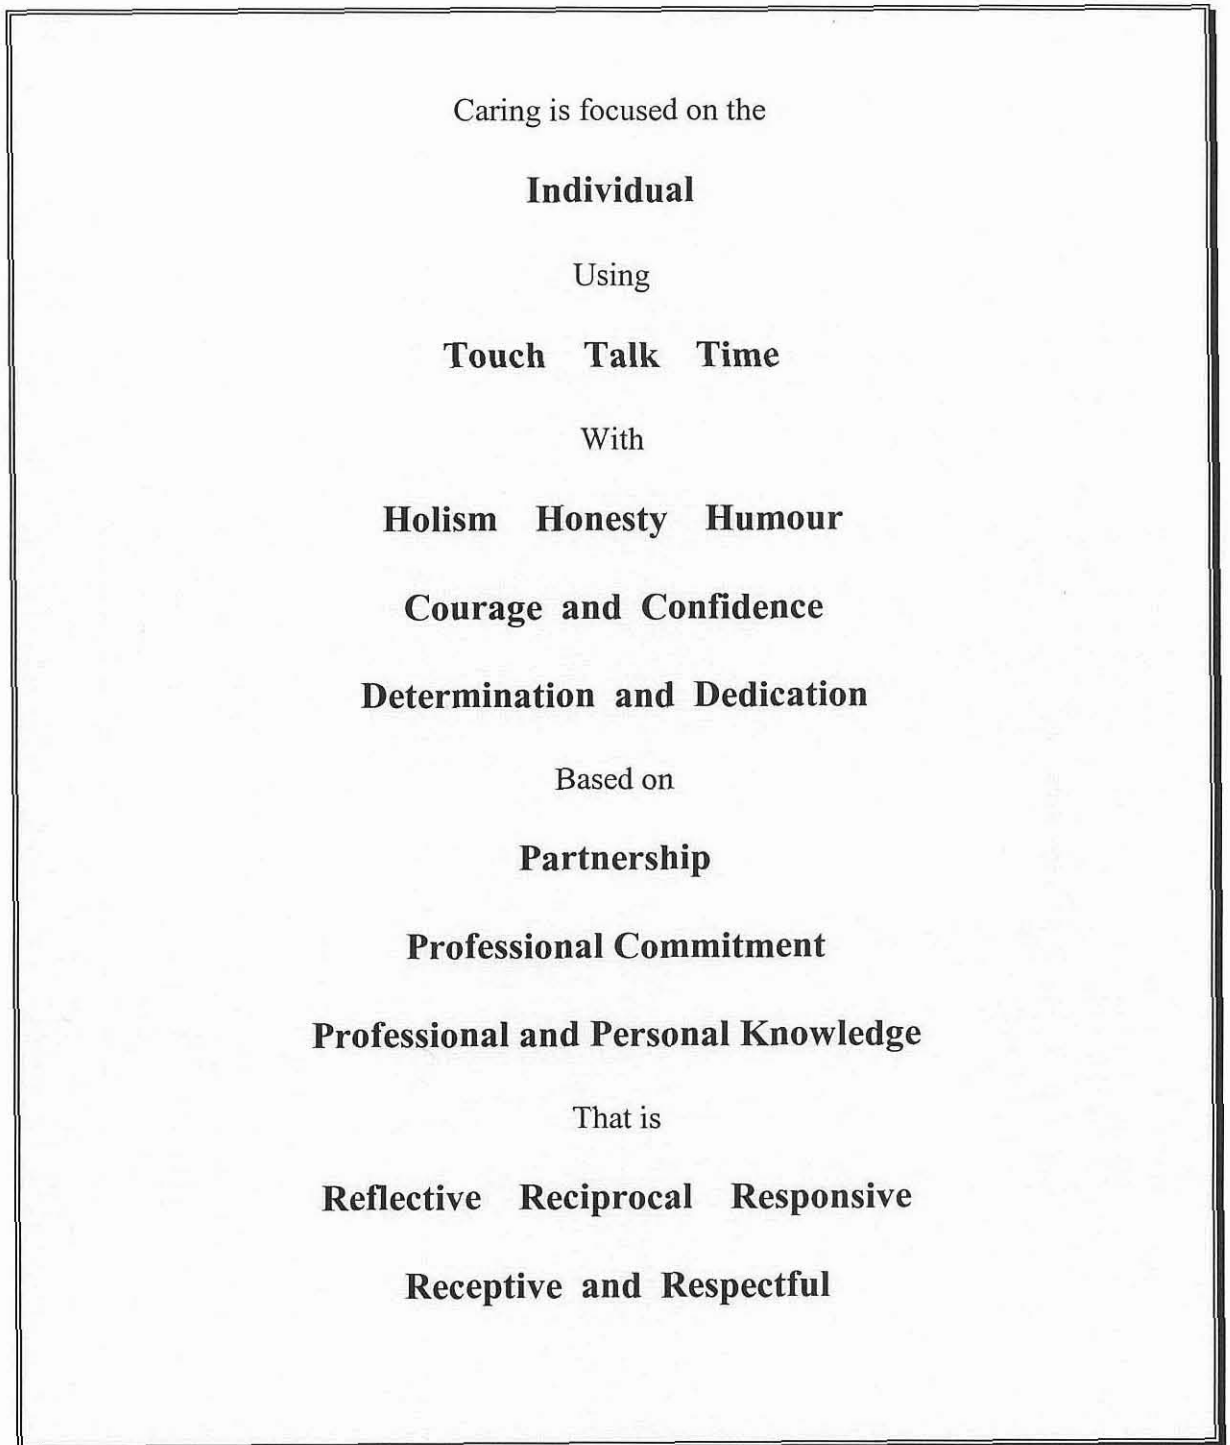 Caring is focused on the
Individual
Using
Touch Talk Time
With
Holism Honesty Humour
Courage and Confidence
Determination and Dedication
Based on
Partnership
Professional Commitment
Professional and Personal Knowledge
That is
Reflective Reciprocal Responsive
Receptive and Respectful